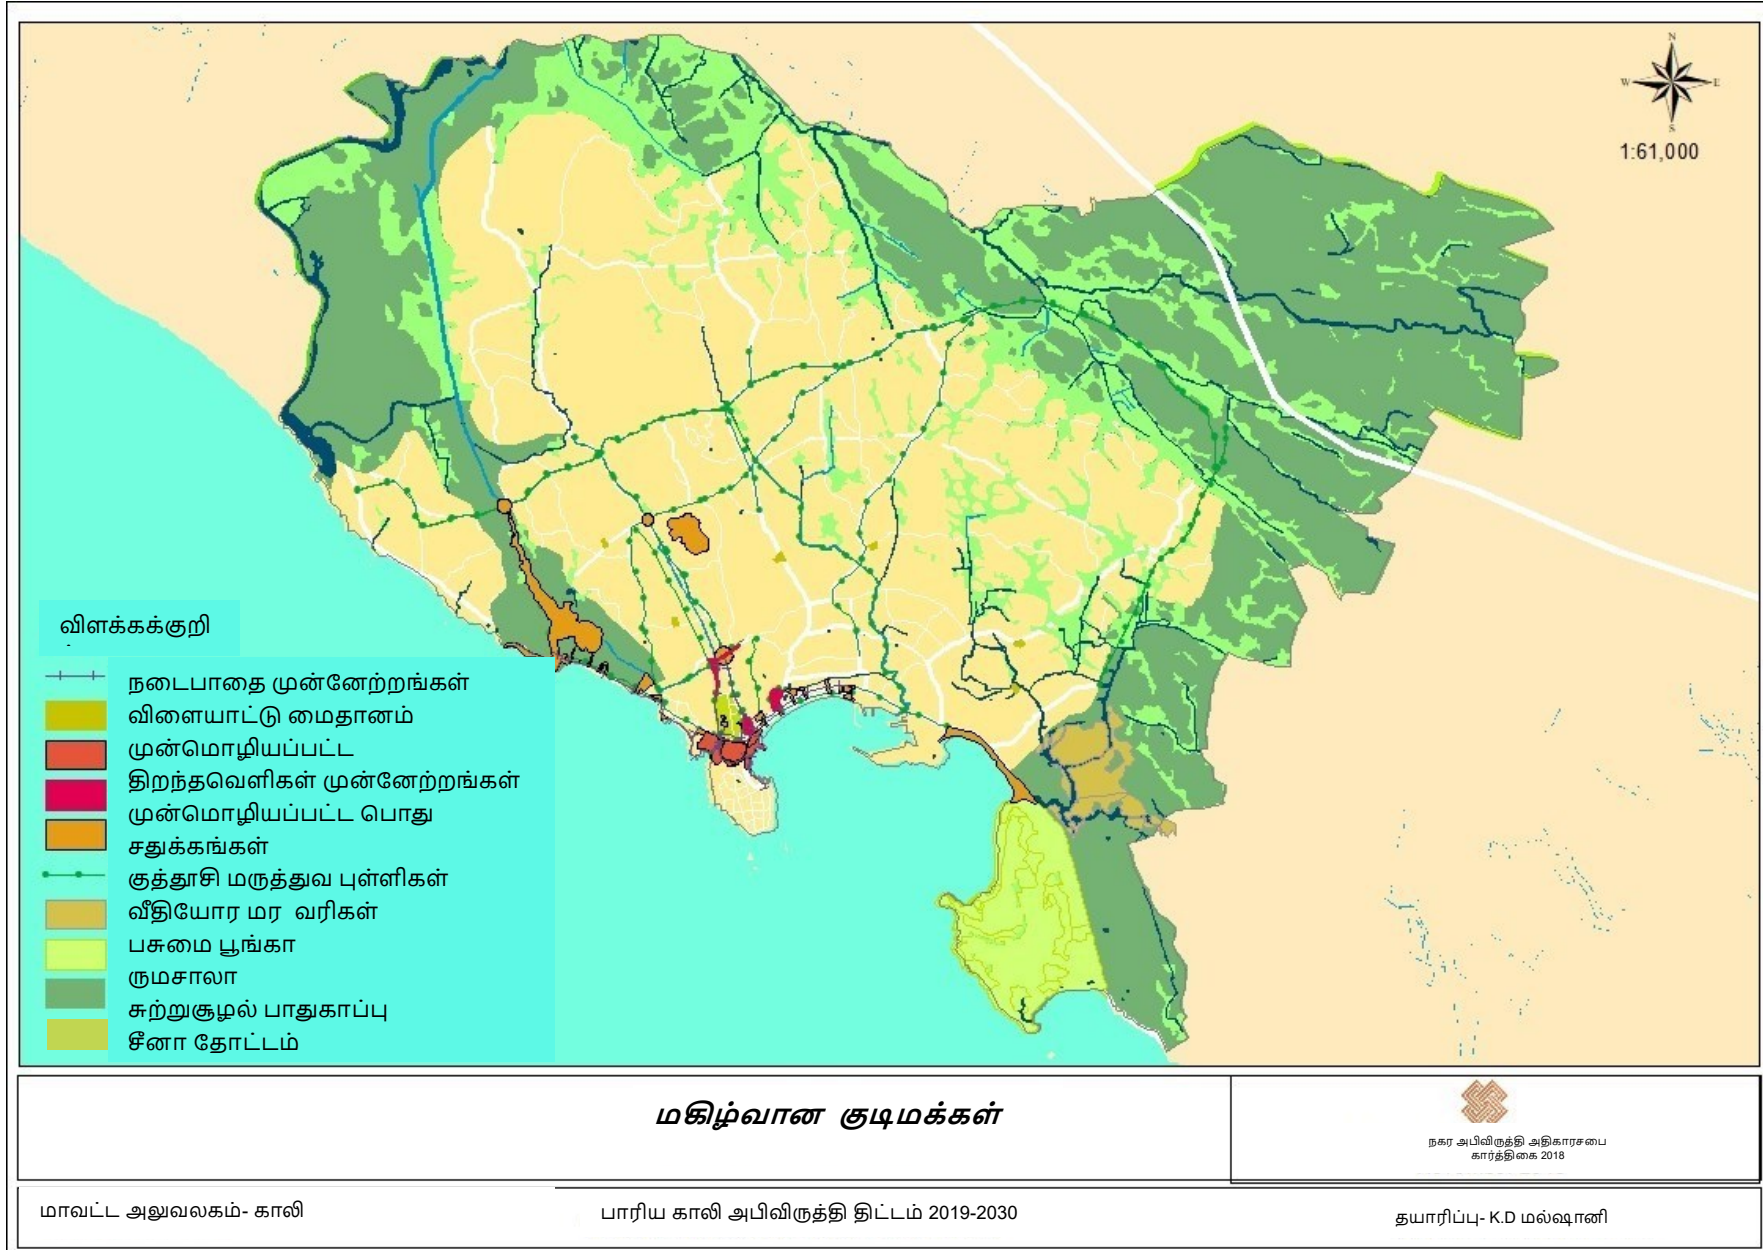 N
W
E
S
1:61,000
விளக்கக்குறி
நடைபாதை முன்னேற்றங்கள்
விளையாட்டு மைதானம்
முன்மொழியப்பட்ட
திறந்தவெளிகள் முன்னேற்றங்கள்
முன்மொழியப்பட்ட பொது
சதுக்கங்கள்
குத்தூசி மருத்துவ புள்ளிகள்
வீதியோர மர வரிகள்
பசுமை பூங்கா
ருமசாலா
சுற்றுசூழல் பாதுகாப்பு
சீனா தோட்டம்
மகிழ்வான குடிமக்கள்
நகர அபிவிருத்தி அதிகாரசபை
கார்த்திகை 2018
மாவட்ட அலுவலகம்- காலி
பாரிய காலி அபிவிருத்தி திட்டம் 2019-2030
தயாரிப்பு- K.D மல்ஷானி